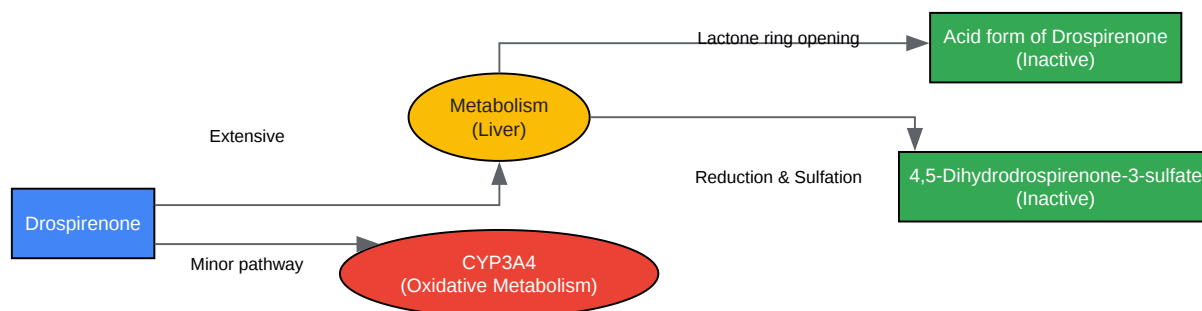 Lactone ring opening
Acid form of Drospirenone
(Inactive)
Metabolism
(Liver)
Extensive
Reduction & Sulfation
4,5-Dihydrodrospirenone-3-sulfate
(Inactive)
Drospirenone
Minor pathway
CYP3A4
(Oxidative Metabolism)